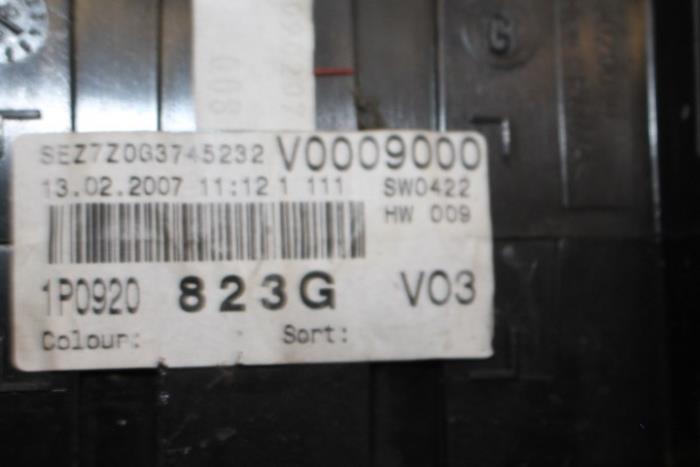 SEZ7Z0G3745232 V0009000
13.02.2007 11:12 1 111 SW0422
HW 009
1P0920 823G V03
Colour: Sort: